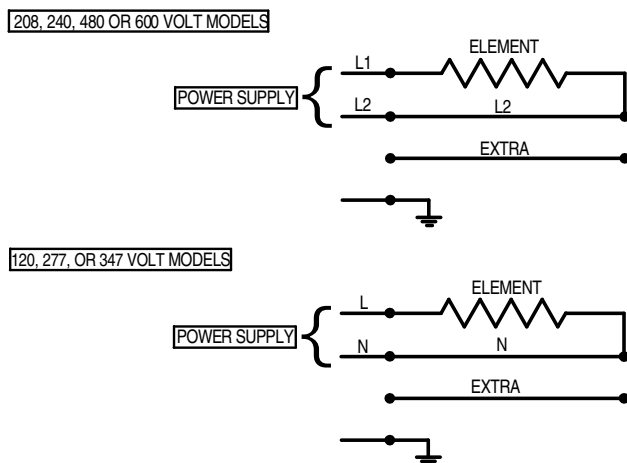 208, 240, 480 OR 600 VOLT MODELS
ELEMENT
L1
POWER SUPPLY
L2
L2
EXTRA
120, 277, OR 347 VOLT MODELS
ELEMENT
L
POWER SUPPLY
N
N
EXTRA